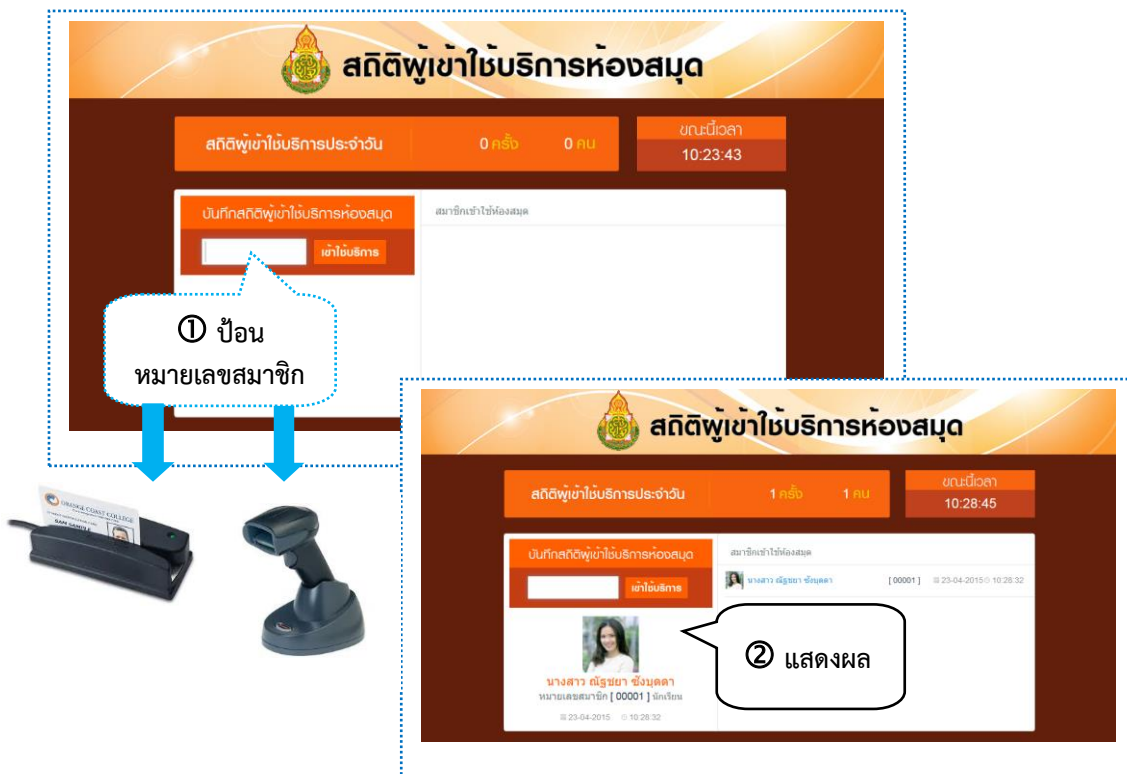 สถิติผู้เข้าใช้บริการห้องสมุด
สถิติผู้เข้าใช้บริการประจำวัน 0 ครั้ง 0 คน
ขณะนี้เวลา
10:23:43
บันทึกสถิติผู้เข้าใช้บริการห้องสมุด
สมาชิกเข้าใช้ห้องสมุด
เข้าใช้บริการ
① ป้อน
หมายเลขสมาชิก
ORANGE COAST COLLEGE
SAM SAMPLE
สถิติผู้เข้าใช้บริการห้องสมุด
สถิติผู้เข้าใช้บริการประจำวัน 1 ครั้ง 1 คน
ขณะนี้เวลา
10:28:45
บันทึกสถิติผู้เข้าใช้บริการห้องสมุด
สมาชิกเข้าใช้ห้องสมุด
เข้าใช้บริการ
นางสาว ณัฐชยา ชังบุตดา [ 00001 ] 23-04-2015 10:28:32
② แสดงผล
นางสาว ณัฐชยา ชังบุตดา
หมายเลขสมาชิก [ 00001 ] นักเรียน
23-04-2015 10:28:32